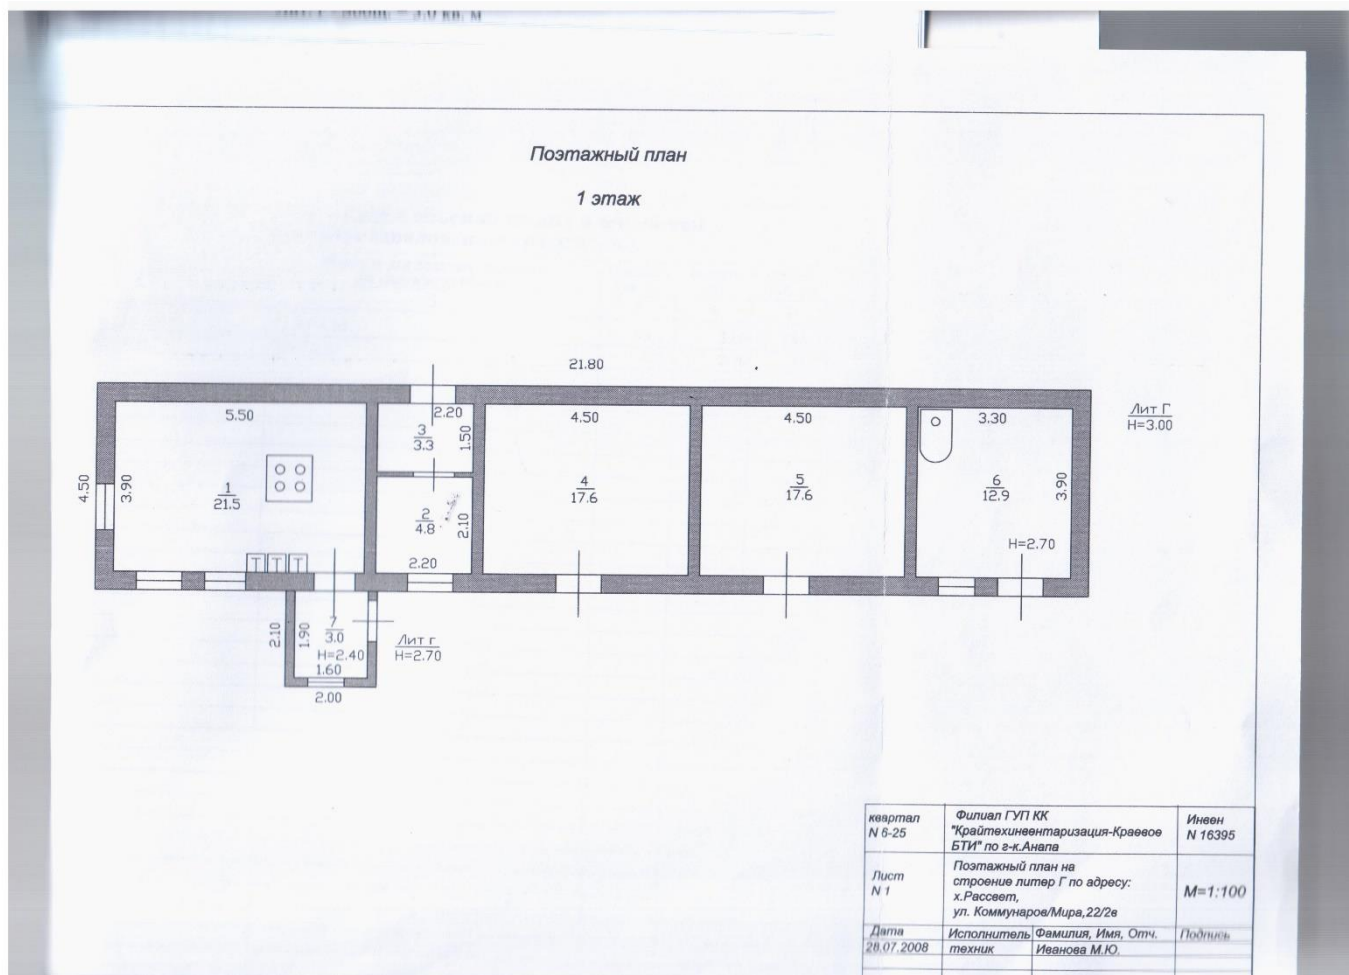 Поэтажный план
1 этаж
21.80
5.50
2.20
4.50
4.50
3.30
Лит Г
H=3.00
3
3.3
1.50
4.50
3.90
1
21.5
4
17.6
5
17.6
6
12.9
3.90
2
4.8
2.10
H=2.70
2.20
2.10
1.90
7
3.0
H=2.40
1.60
Лит г
H=2.70
2.00
квартал
N 6-25
Филиал ГУП КК
"Крайтехинвентаризация-Краевое
БТИ" по г-к.Анапа
Инвен
N 16395
Лист
N 1
Поэтажный план на
строение литер Г по адресу:
х.Рассвет,
ул. Коммунаров/Мира,22/2в
М=1:100
Дата
Исполнитель
Фамилия, Имя, Отч.
Подпись
28.07.2008
техник
Иванова М.Ю.